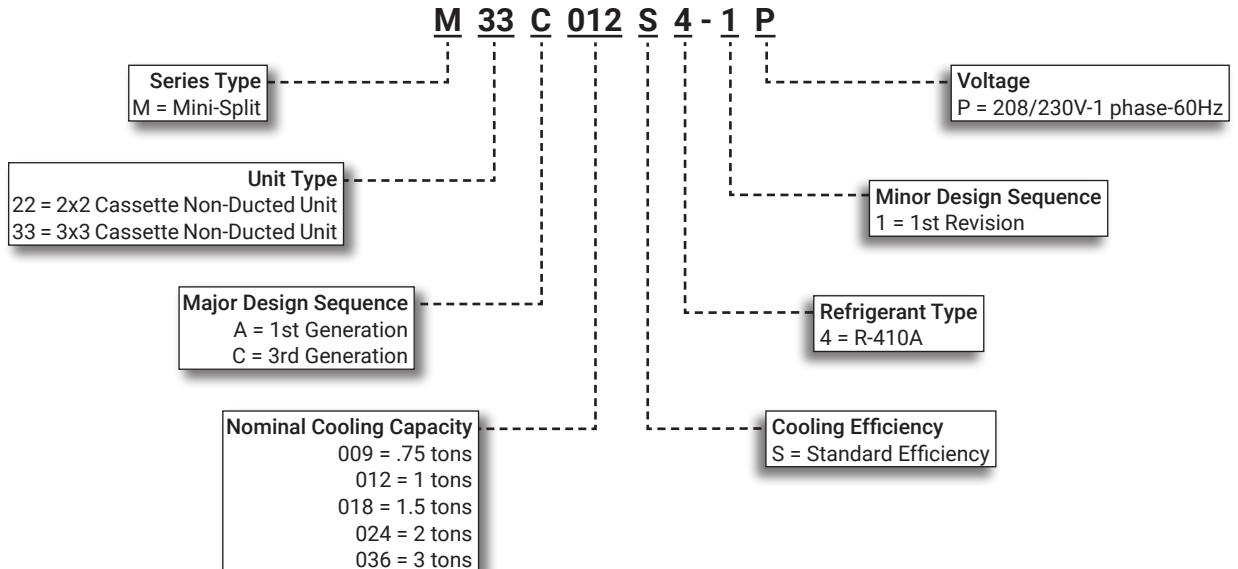 M 33 C 012 S 4 - 1 P
Series Type
M = Mini-Split
Voltage
P = 208/230V-1 phase-60Hz
Unit Type
22 = 2x2 Cassette Non-Ducted Unit
33 = 3x3 Cassette Non-Ducted Unit
Minor Design Sequence
1 = 1st Revision
Major Design Sequence
A = 1st Generation
C = 3rd Generation
Refrigerant Type
4 = R-410A
Nominal Cooling Capacity
009 = .75 tons
012 = 1 tons
018 = 1.5 tons
024 = 2 tons
036 = 3 tons
Cooling Efficiency
S = Standard Efficiency